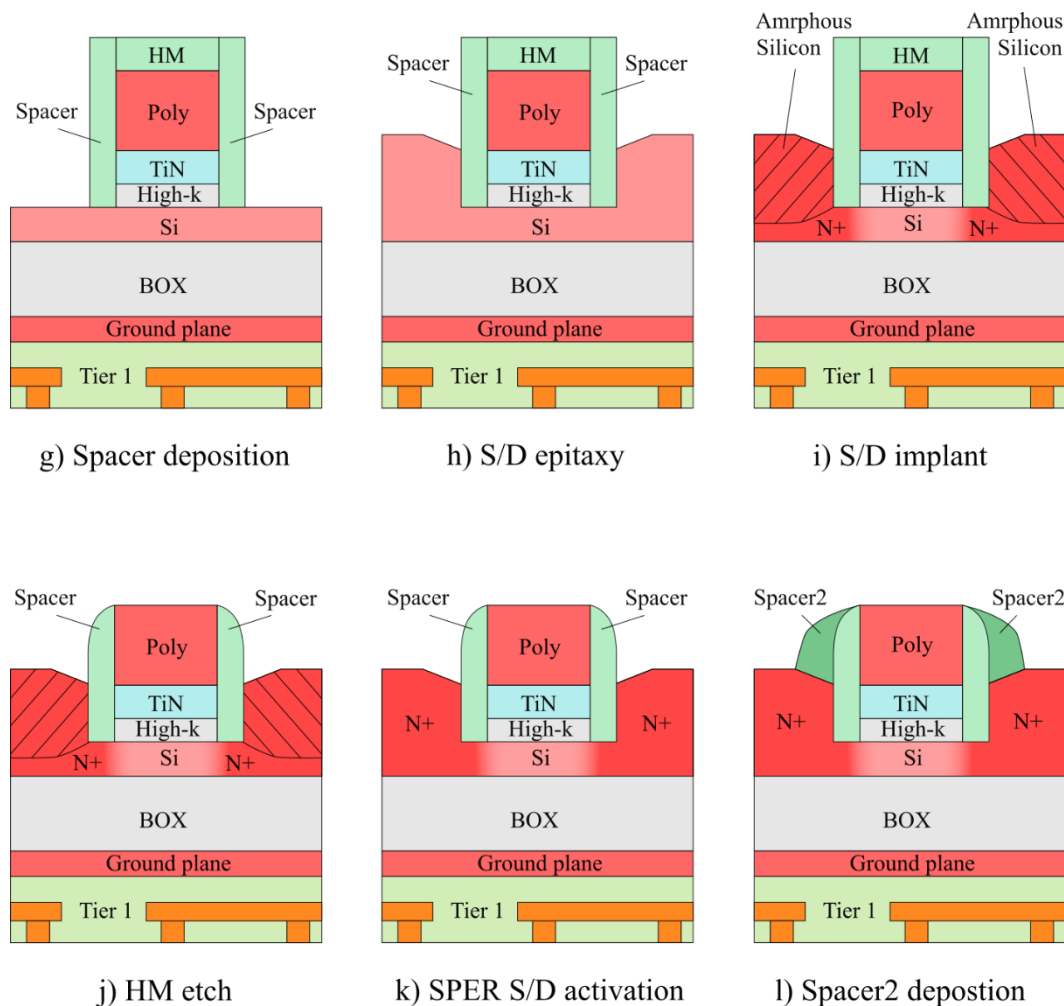 HM
Spacer
Spacer
Poly
TiN
High-k
Si
BOX
Ground plane
Tier 1
g) Spacer deposition
HM
Spacer
Spacer
Poly
TiN
High-k
Si
BOX
Ground plane
Tier 1
h) S/D epitaxy
Amrphous
Silicon
Amrphous
Silicon
HM
Poly
TiN
High-k
N+
Si
N+
BOX
Ground plane
Tier 1
i) S/D implant
Spacer
Spacer
Poly
TiN
High-k
N+
Si
N+
BOX
Ground plane
Tier 1
j) HM etch
Spacer
Spacer
Poly
TiN
N+
High-k
N+
Si
BOX
Ground plane
Tier 1
k) SPER S/D activation
Spacer2
Spacer2
Poly
TiN
N+
High-k
N+
Si
BOX
Ground plane
Tier 1
l) Spacer2 depostion